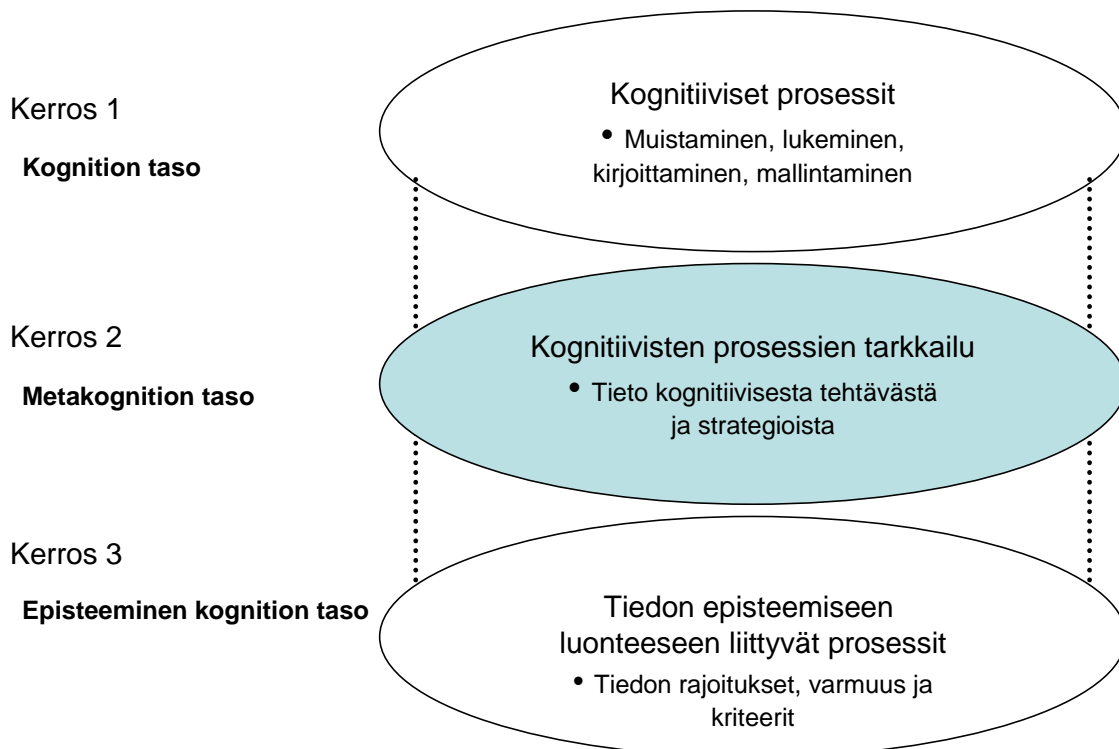 Kerros 1
Kognition taso
Kognitiiviset prosessit
• Muistaminen, lukeminen,
kirjoittaminen, mallintaminen
Kerros 2
Metakognition taso
Kognitiivisten prosessien tarkkailu
• Tieto kognitiivisesta tehtävästä
ja strategioista
Kerros 3
Episteeminen kognition taso
Tiedon episteemiseen
luonteeseen liittyvät prosessit
• Tiedon rajoitukset, varmuus ja
kriteerit